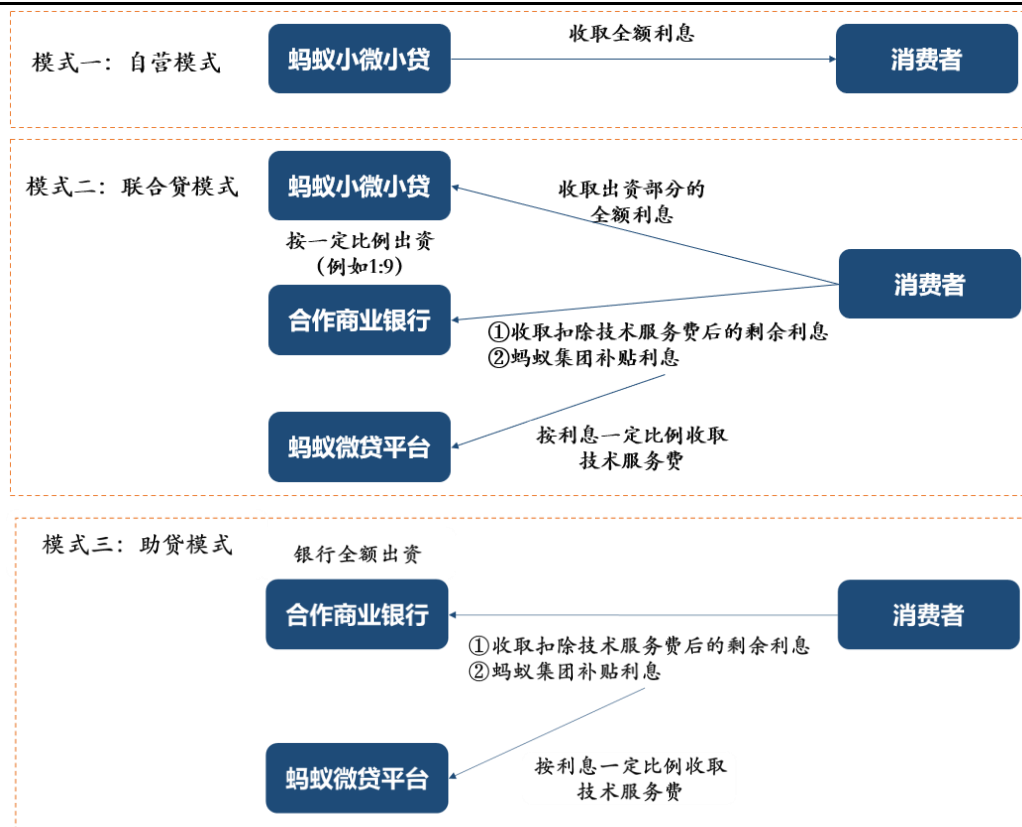 模式一：自营模式
蚂蚁小微小贷
收取全额利息
消费者
模式二：联合贷模式
蚂蚁小微小贷
收取出资部分的
全额利息
按一定比例出资
（例如1:9）
消费者
合作商业银行
①收取扣除技术服务费后的剩余利息
②蚂蚁集团补贴利息
蚂蚁微贷平台
按利息一定比例收取
技术服务费
模式三：助贷模式
银行全额出资
合作商业银行
消费者
①收取扣除技术服务费后的剩余利息
②蚂蚁集团补贴利息
蚂蚁微贷平台
按利息一定比例收取
技术服务费